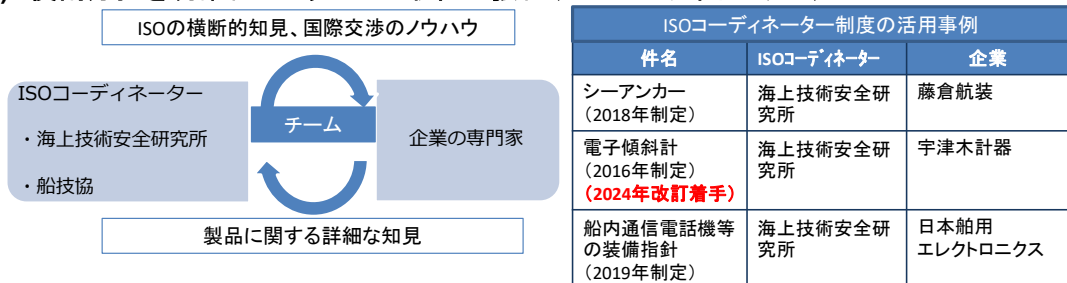 ISOの横断的知見、国際交渉のノウハウ
ISOコーディネーター
・海上技術安全研究所
・船技協
チーム
企業の専門家
製品に関する詳細な知見
ISOコーディネーター制度の活用事例
件名 ISOｺｰﾃﾞｨﾈｰﾀｰ 企業
シーアンカー
（2018年制定）
海上技術安全研
究所
藤倉航装
電子傾斜計
（2016年制定）
（2024年改訂着手）
海上技術安全研
究所
宇津木計器
船内通信電話機等
の装備指針
（2019年制定）
海上技術安全研
究所
日本舶用
エレクトロニクス